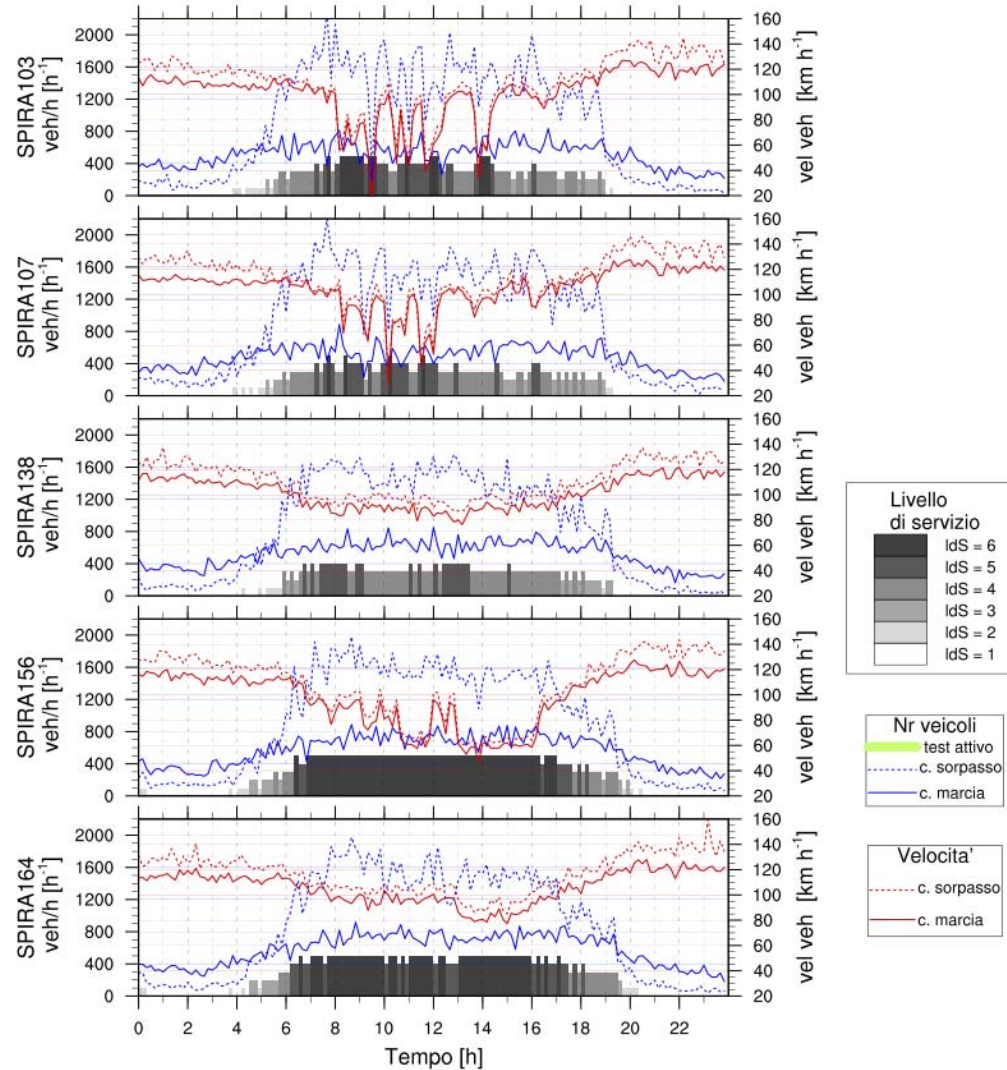 SPIRA103
veh/h [h⁻¹]
2000
1600
1200
800
400
0
160
140
120
100
80
60
40
20
vel veh [km h⁻¹]
SPIRA107
veh/h [h⁻¹]
2000
1600
1200
800
400
0
160
140
120
100
80
60
40
20
vel veh [km h⁻¹]
SPIRA138
veh/h [h⁻¹]
2000
1600
1200
800
400
0
160
140
120
100
80
60
40
20
vel veh [km h⁻¹]
SPIRA156
veh/h [h⁻¹]
2000
1600
1200
800
400
0
160
140
120
100
80
60
40
20
vel veh [km h⁻¹]
SPIRA164
veh/h [h⁻¹]
2000
1600
1200
800
400
0
160
140
120
100
80
60
40
20
vel veh [km h⁻¹]
0 2 4 6 8 10 12 14 16 18 20 22
Tempo [h]
Livello
di servizio
ldS = 6
ldS = 5
ldS = 4
ldS = 3
ldS = 2
ldS = 1
Nr veicoli
test attivo
c. sorpasso
c. marcia
Velocita'
c. sorpasso
c. marcia